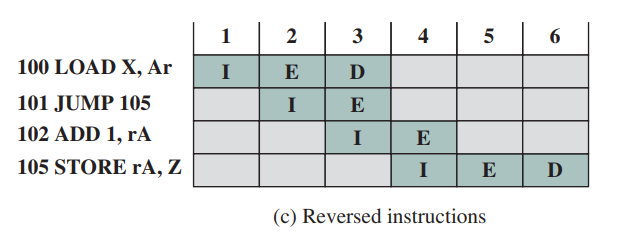 1 2 3 4 5 6
100 LOAD X, Ar I E D
101 JUMP 105 I E
102 ADD 1, rA I E
105 STORE rA, Z I E D
(c) Reversed instructions